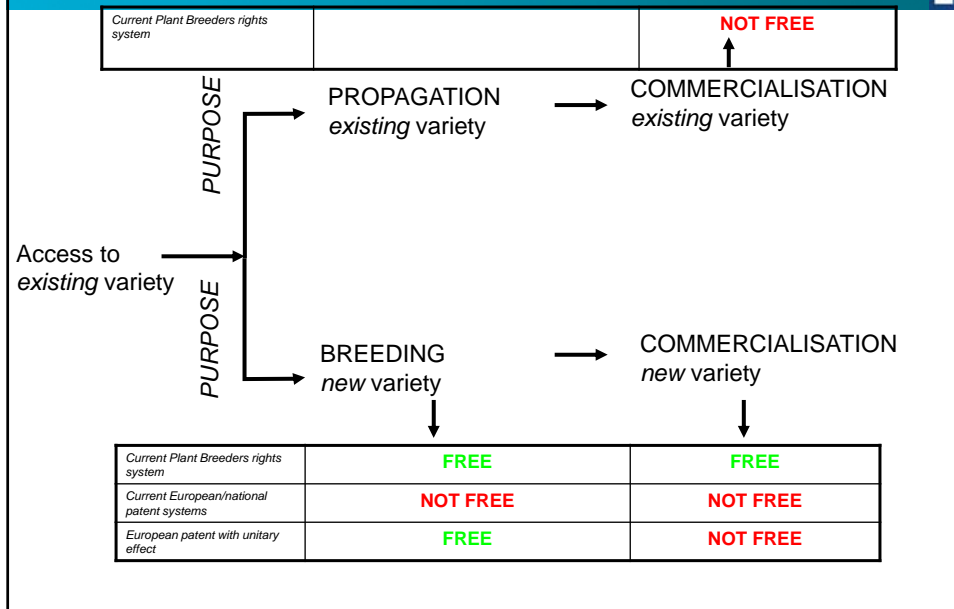 Current Plant Breeders rights
system
NOT FREE
PURPOSE
PROPAGATION
existing variety
COMMERCIALISATION
existing variety
Access to
existing variety
PURPOSE
BREEDING
new variety
COMMERCIALISATION
new variety
Current Plant Breeders rights
system
FREE
FREE
Current European/national
patent systems
NOT FREE
NOT FREE
European patent with unitary
effect
FREE
NOT FREE